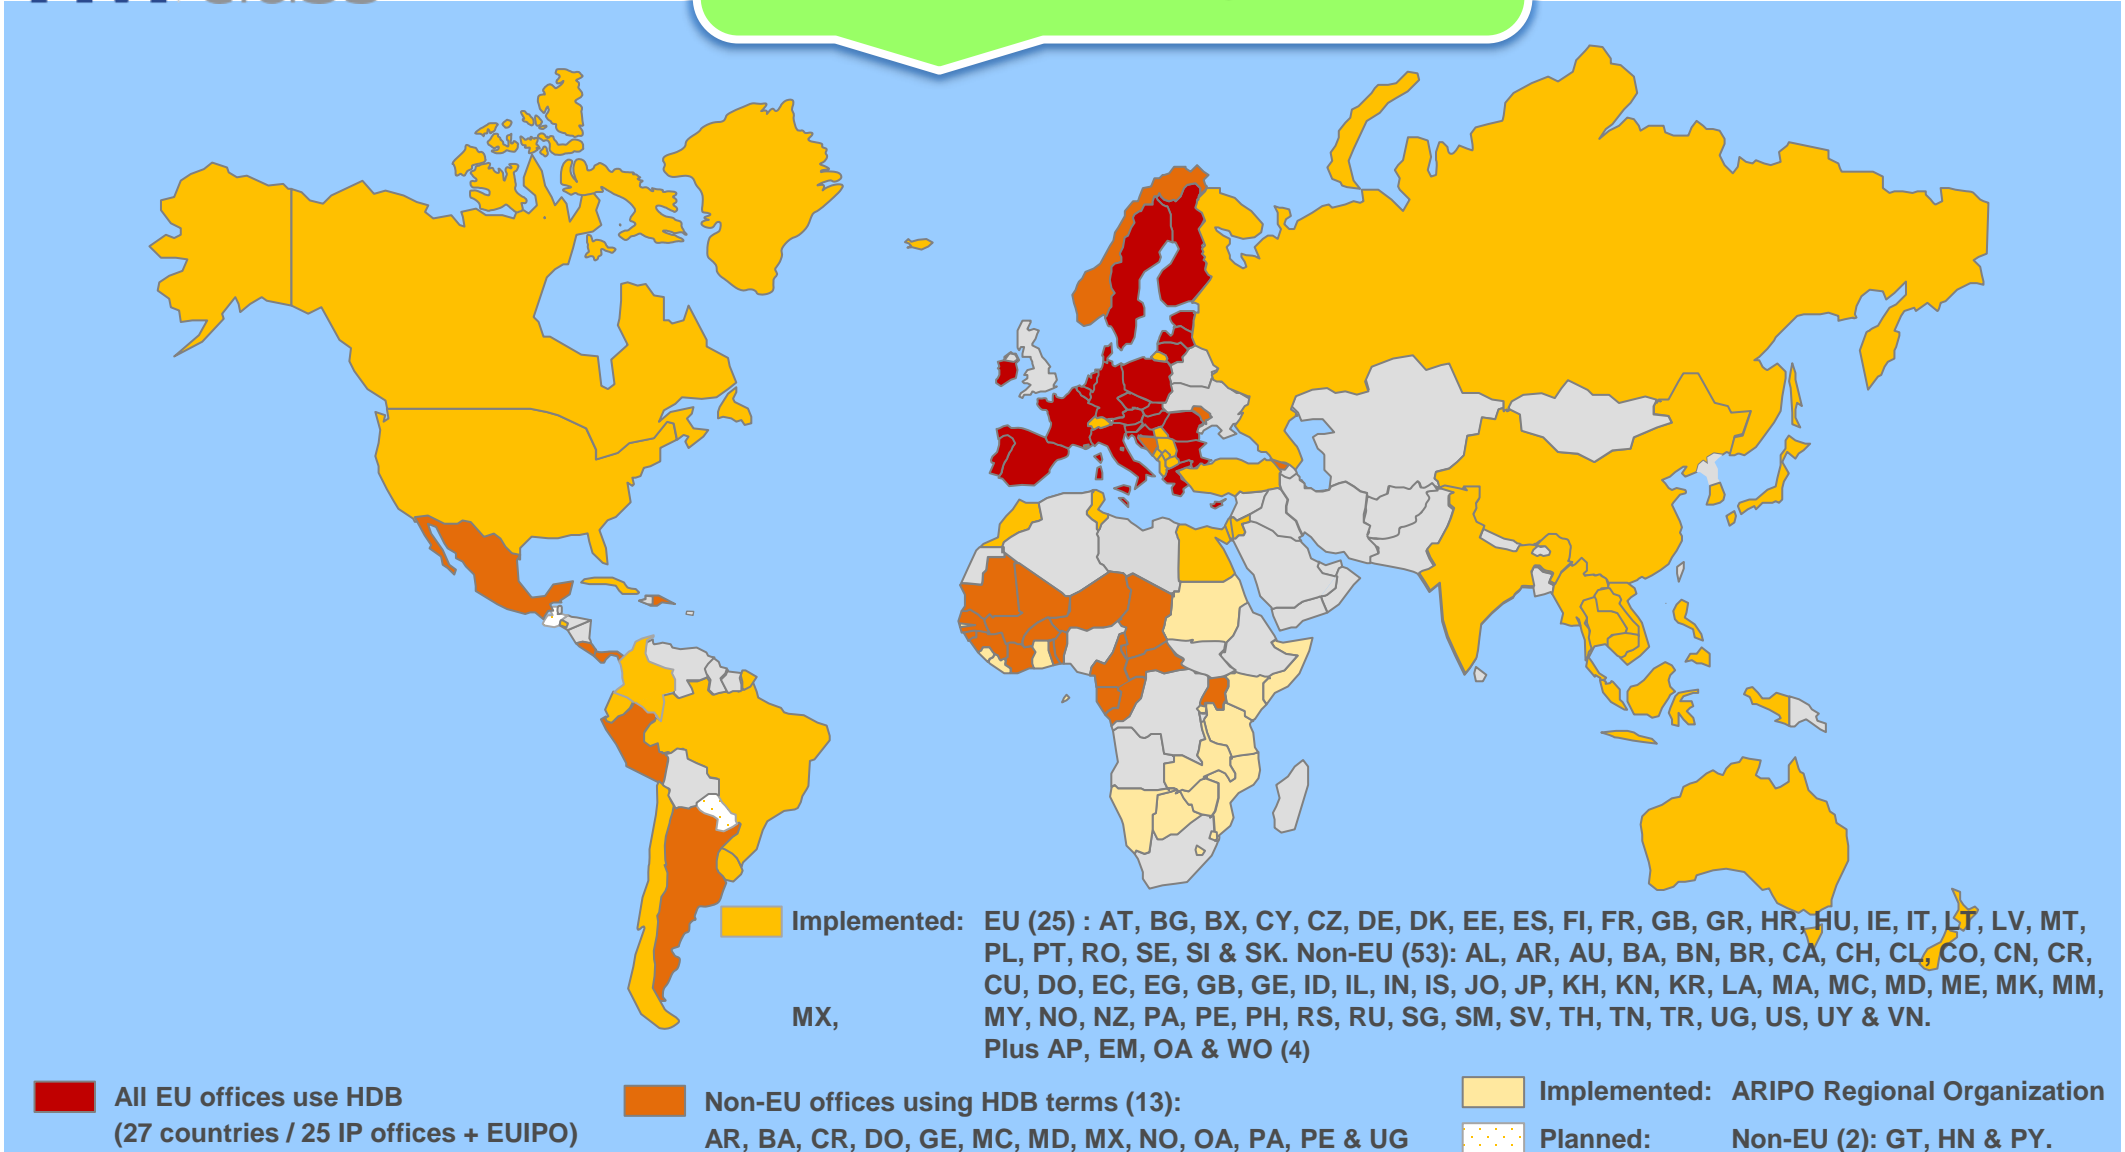 Implemented: EU (25) : AT, BG, BX, CY, CZ, DE, DK, EE, ES, FI, FR, GB, GR, HR, HU, IE, IT, LT, LV, MT,
PL, PT, RO, SE, SI & SK. Non-EU (53): AL, AR, AU, BA, BN, BR, CA, CH, CL, CO, CN, CR,
CU, DO, EC, EG, GB, GE, ID, IL, IN, IS, JO, JP, KH, KN, KR, LA, MA, MC, MD, ME, MK, MM,
MX, MY, NO, NZ, PA, PE, PH, RS, RU, SG, SM, SV, TH, TN, TR, UG, US, UY & VN.
Plus AP, EM, OA & WO (4)
All EU offices use HDB
(27 countries / 25 IP offices + EUIPO)
Non-EU offices using HDB terms (13):
AR, BA, CR, DO, GE, MC, MD, MX, NO, OA, PA, PE & UG
Implemented: ARIPO Regional Organization
Planned: Non-EU (2): GT, HN & PY.